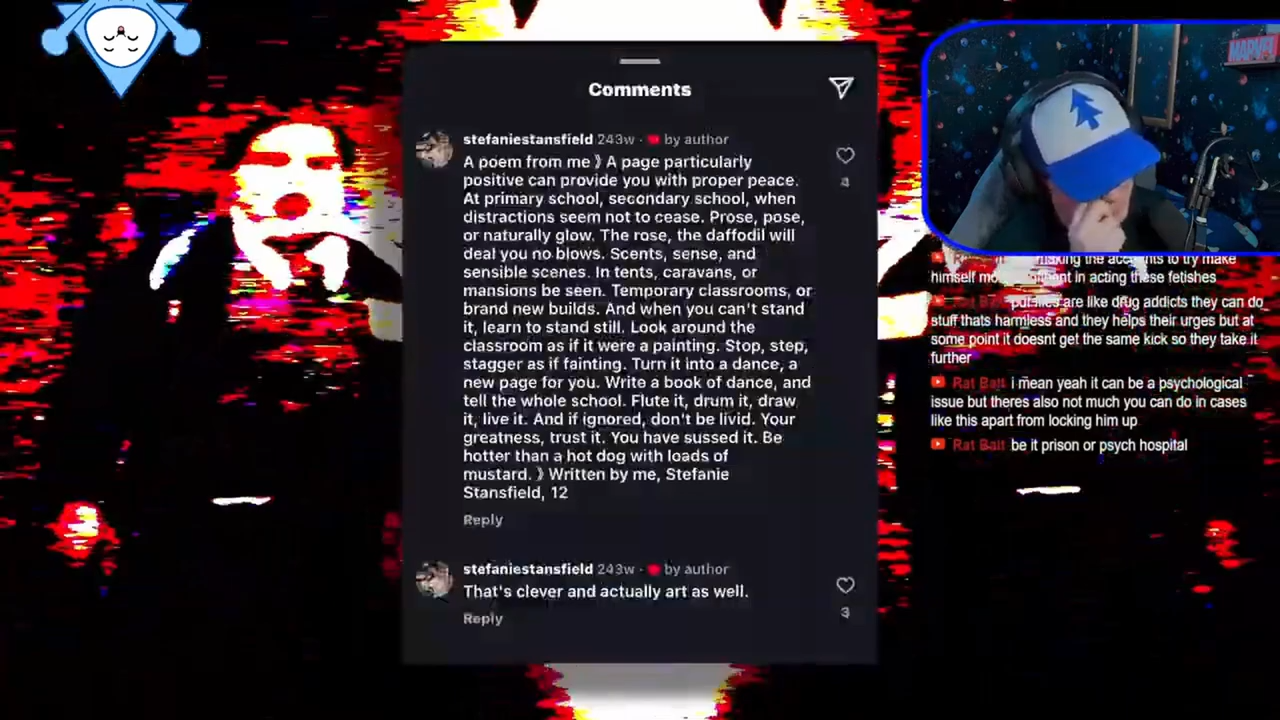 Comments
stefaniestansfield 243w · by author
A poem from me 》 A page particularly
positive can provide you with proper peace.
At primary school, secondary school, when
distractions seem not to cease. Prose, pose,
or naturally glow. The rose, the daffodil will
deal you no blows. Scents, sense, and
sensible scenes. In tents, caravans, or
mansions be seen. Temporary classrooms, or
brand new builds. And when you can't stand
it, learn to stand still. Look around the
classroom as if it were a painting. Stop, step,
stagger as if fainting. Turn it into a dance, a
new page for you. Write a book of dance, and
tell the whole school. Flute it, drum it, draw
it, live it. And if ignored, don't be livid. Your
greatness, trust it. You have sussed it. Be
hotter than a hot dog with loads of
mustard. 》 Written by me, Stefanie
Stansfield, 12
4
Reply
stefaniestansfield 243w · by author
That's clever and actually art as well.
3
Reply
MARVEL
making the accounts to try make
himself in acting these fetishes
are like drug addicts they can do
stuff thats harmless and they helps their urges but at
some point it doesnt get the same kick so they take it
further
Rat Bait i mean yeah it can be a psychological
issue but theres also not much you can do in cases
like this apart from locking him up
Rat Bait be it prison or psych hospital